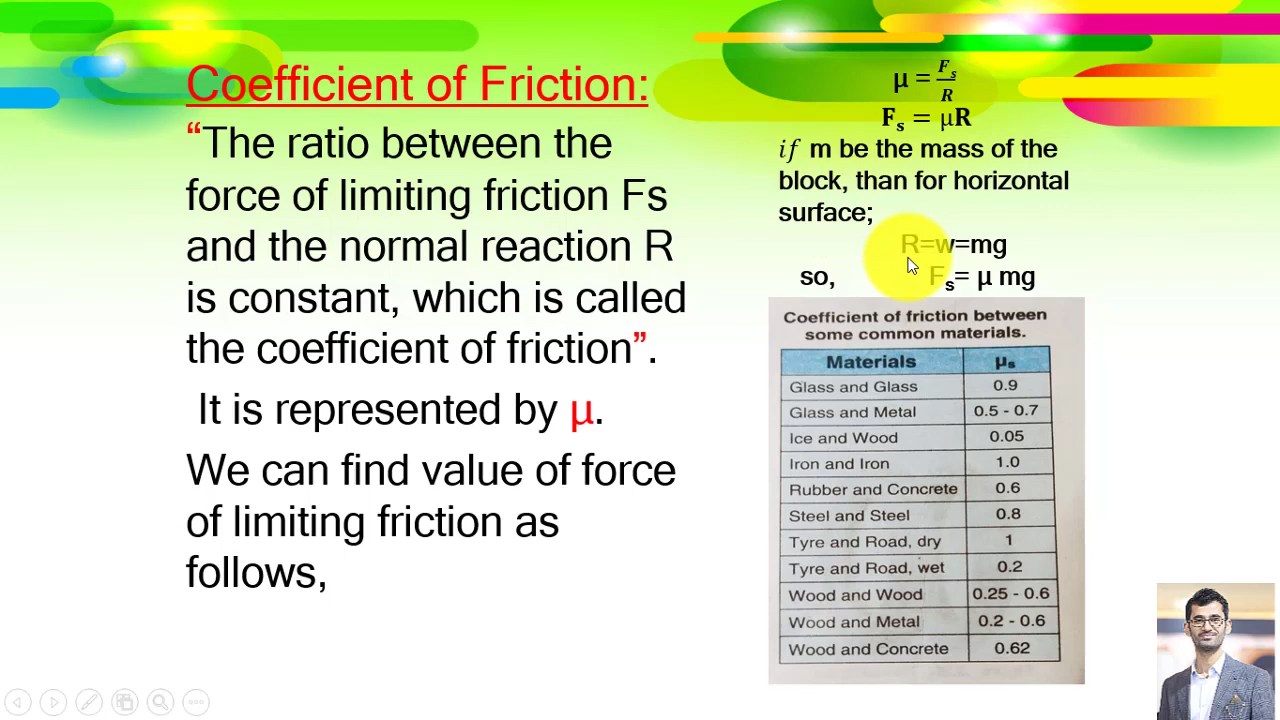 Coefficient of Friction:
“The ratio between the
force of limiting friction Fs
and the normal reaction R
is constant, which is called
the coefficient of friction”.
It is represented by μ.
We can find value of force
of limiting friction as
follows,
μ = Fₛ/R
Fₛ = μR
if m be the mass of the
block, than for horizontal
surface;
R=w=mg
so, Fₛ= μ mg
Coefficient of friction between
some common materials.
Materials μₛ
Glass and Glass 0.9
Glass and Metal 0.5 - 0.7
Ice and Wood 0.05
Iron and Iron 1.0
Rubber and Concrete 0.6
Steel and Steel 0.8
Tyre and Road, dry 1
Tyre and Road, wet 0.2
Wood and Wood 0.25 - 0.6
Wood and Metal 0.2 - 0.6
Wood and Concrete 0.62